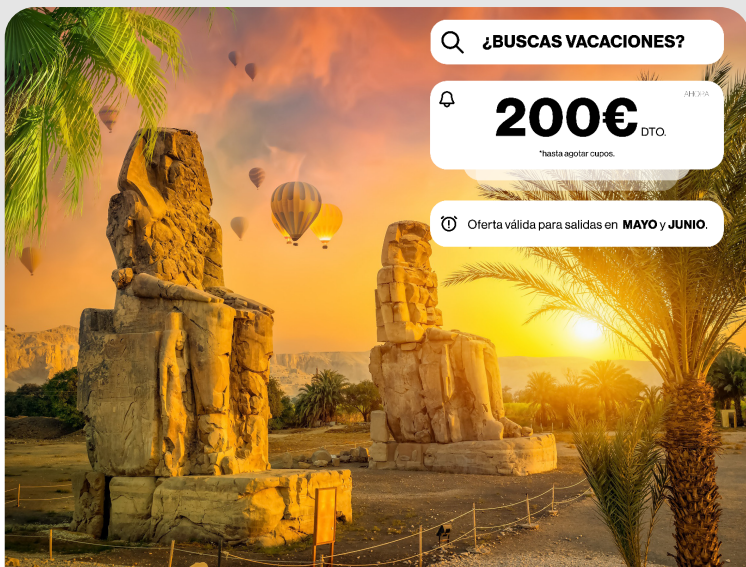 ¿BUSCAS VACACIONES?
AHORA
200€ DTO.
*hasta agotar cupos.
Oferta válida para salidas en MAYO y JUNIO.